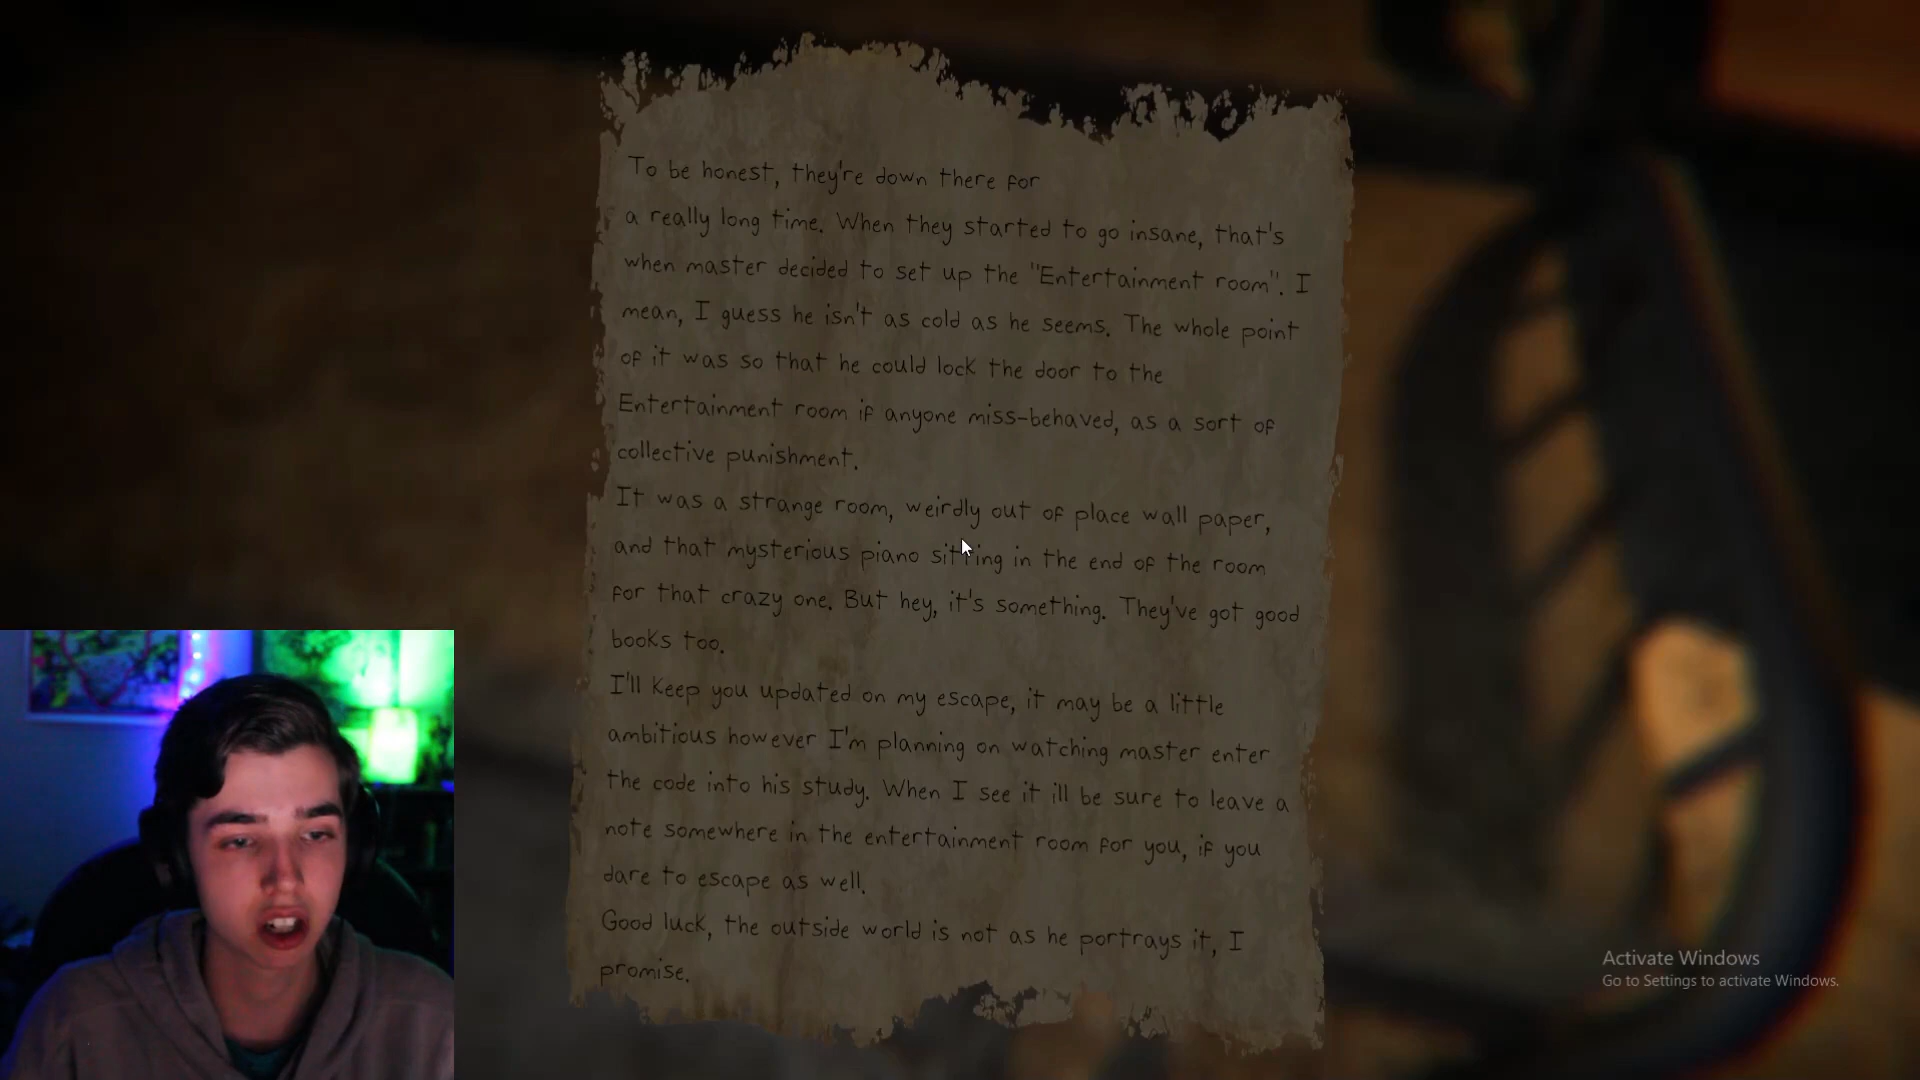 To be honest, they're down there for
a really long time. When they started to go insane, that's
when master decided to set up the "Entertainment room". I
mean, I guess he isn't as cold as he seems. The whole point
of it was so that he could lock the door to the
Entertainment room if anyone miss-behaved, as a sort of
collective punishment.
It was a strange room, weirdly out of place wall paper,
and that mysterious piano sitting in the end of the room
for that crazy one. But hey, it's something. They've got good
books too.
I'll keep you updated on my escape, it may be a little
ambitious however I'm planning on watching master enter
the code into his study. When I see it ill be sure to leave a
note somewhere in the entertainment room for you, if you
dare to escape as well.
Good luck, the outside world is not as he portrays it, I
promise.
Activate Windows
Go to Settings to activate Windows.